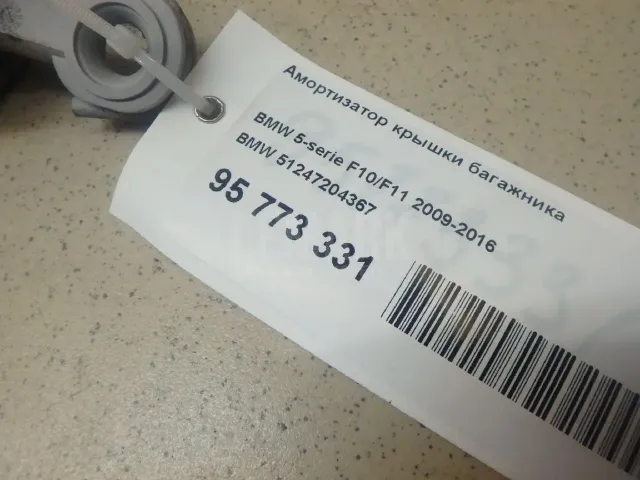 Амортизатор крышки багажника
BMW 5-serie F10/F11 2009-2016
BMW 51247204367
95 773 331